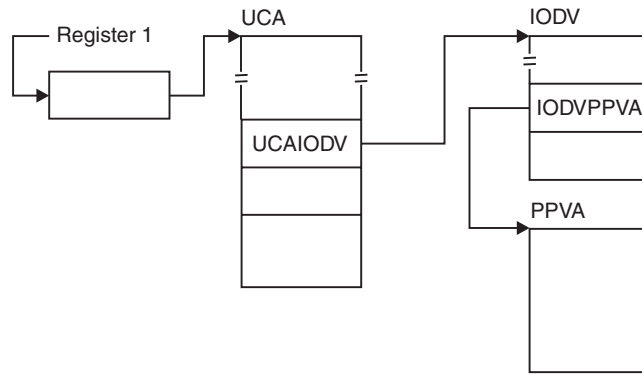 UCA
IODV
Register 1
IODVPPVA
UCAIODV
PPVA